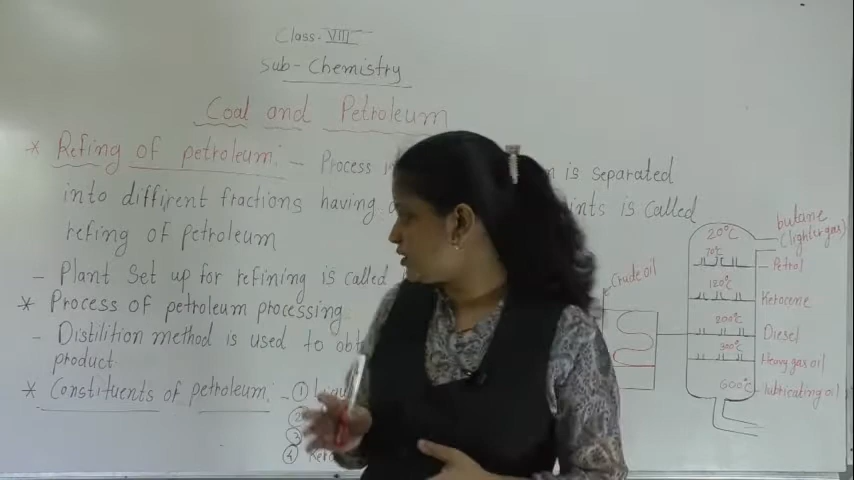 Class- VIII
Sub- Chemistry
Coal and Petroleum
* Refing of petroleum:- Process is separated
into diffirent fractions having is called
refing of petroleum
- Plant Set up for refining is called
* Process of petroleum processing
- Distilition method is used to
product
* Constituents of petroleum - ①
②
③
④
Crude oil
20°C
butane
(lighter gas)
70°C
Petrol
120°C
Kerocene
200°C
Diesel
300°C
Heavy gas oil
600°C
lubricating oil